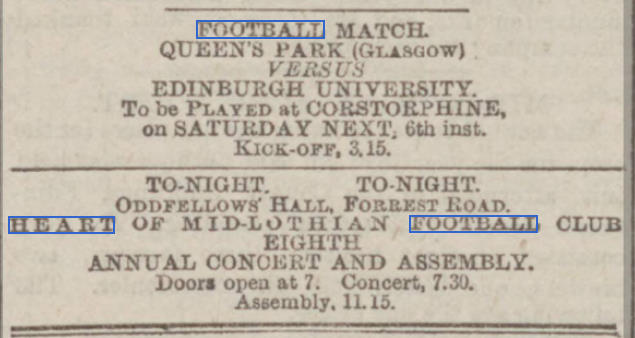 FOOTBALL MATCH.
QUEEN'S PARK (GLASGOW)
VERSUS
EDINBURGH UNIVERSITY.
To be PLAYED at CORSTORPHINE,
on SATURDAY NEXT, 6th inst.
KICK-OFF, 3.15.
TO-NIGHT. TO-NIGHT.
ODDFELLOWS' HALL, FORREST ROAD.
HEART OF MID-LOTHIAN FOOTBALL CLUB
EIGHTH
ANNUAL CONCERT AND ASSEMBLY.
Doors open at 7. Concert, 7.30.
Assembly, 11.15.